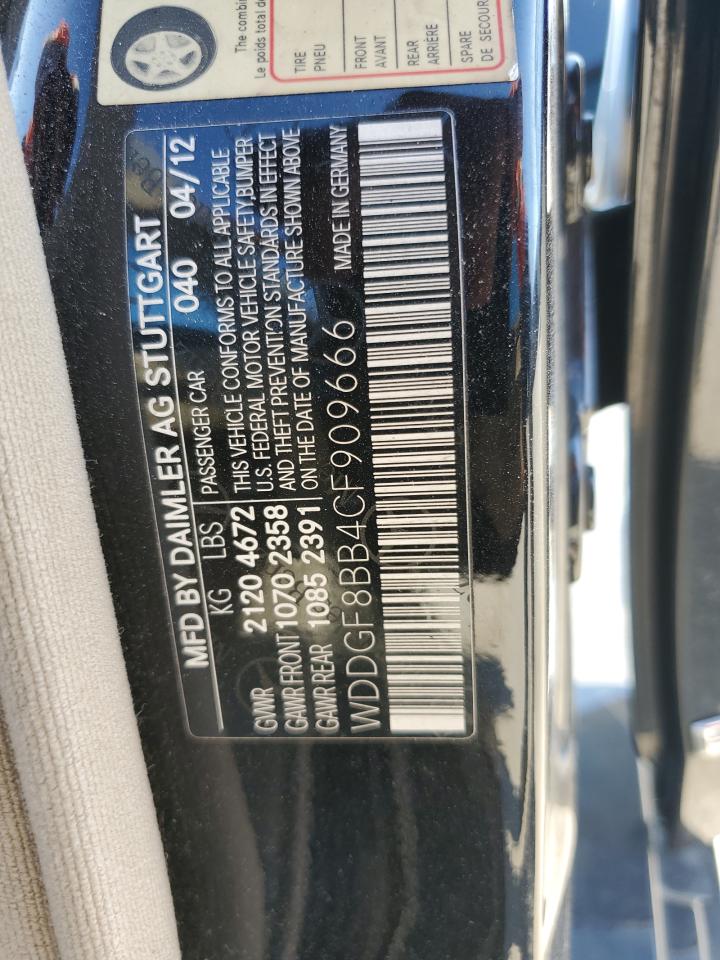 The combi
Le poids total de
TIRE
PNEU
FRONT
AVANT
REAR
ARRIÈRE
SPARE
DE SECOUR
MFD BY DAIMLER AG STUTTGART
040 04/12
KG LBS PASSENGER CAR
GVWR 2120 4672 THIS VEHICLE CONFORMS TO ALL APPLICABLE
U.S. FEDERAL MOTOR VEHICLE SAFETY,BUMPER
GAWR FRONT 1070 2358 AND THEFT PREVENTION STANDARDS IN EFFECT
GAWR REAR 1085 2391 ON THE DATE OF MANUFACTURE SHOWN ABOVE
WDDGF8BB4CF909666 MADE IN GERMANY